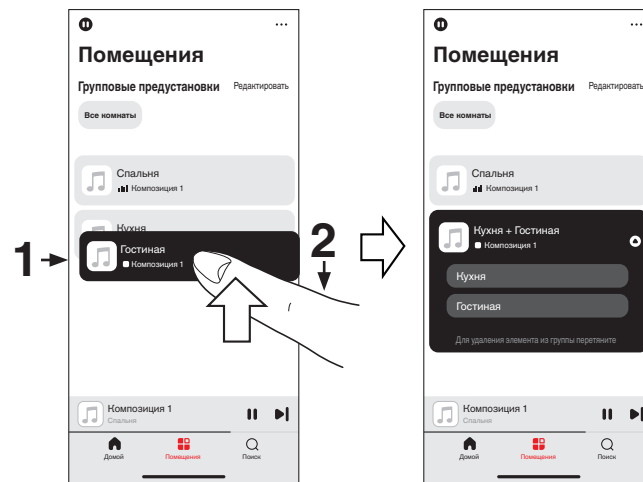 Помещения
Групповые предустановки Редактировать
Все комнаты
Спальня
Композиция 1
Кухня
Гостиная
Композиция 1
1
2
Композиция 1
Спальня
Домой Помещения Поиск
Помещения
Групповые предустановки Редактировать
Все комнаты
Спальня
Композиция 1
Кухня + Гостиная
Композиция 1
Кухня
Гостиная
Для удаления элемента из группы перетяните
Композиция 1
Спальня
Домой Помещения Поиск